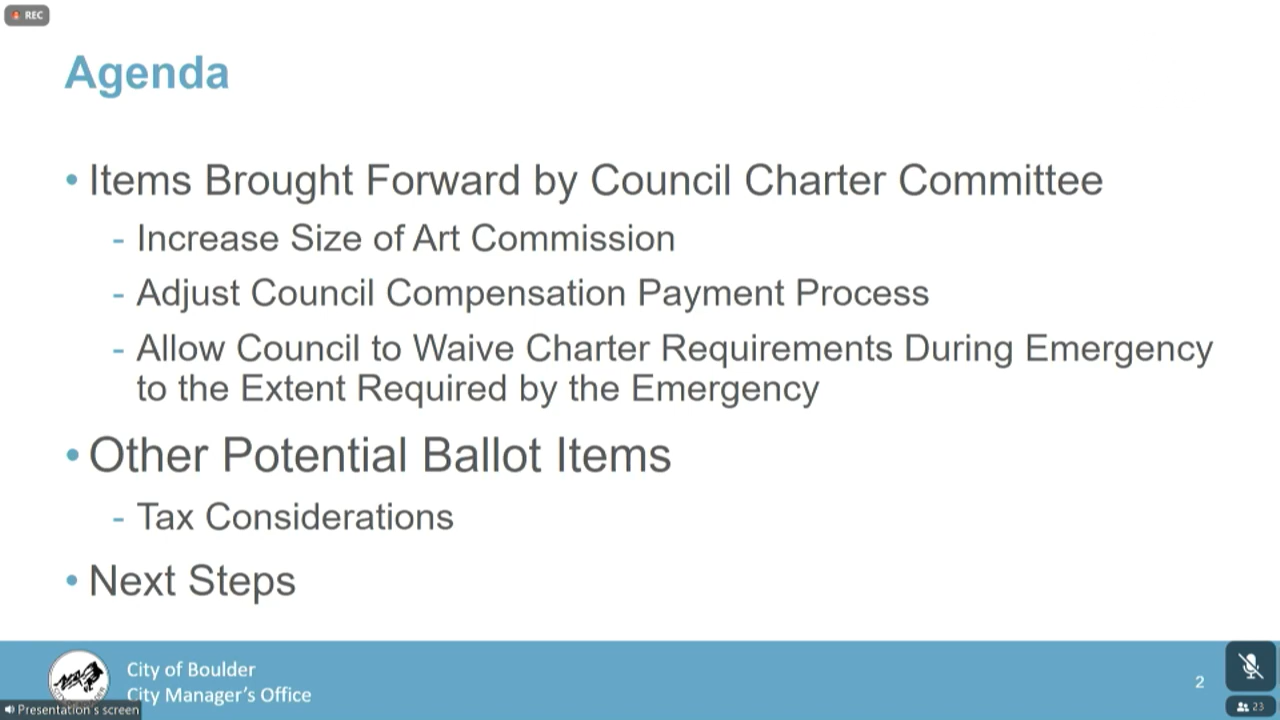 REC
Agenda
• Items Brought Forward by Council Charter Committee
- Increase Size of Art Commission
- Adjust Council Compensation Payment Process
- Allow Council to Waive Charter Requirements During Emergency
to the Extent Required by the Emergency
• Other Potential Ballot Items
- Tax Considerations
• Next Steps
City of Boulder
City Manager's Office
2
Presentation's screen
23